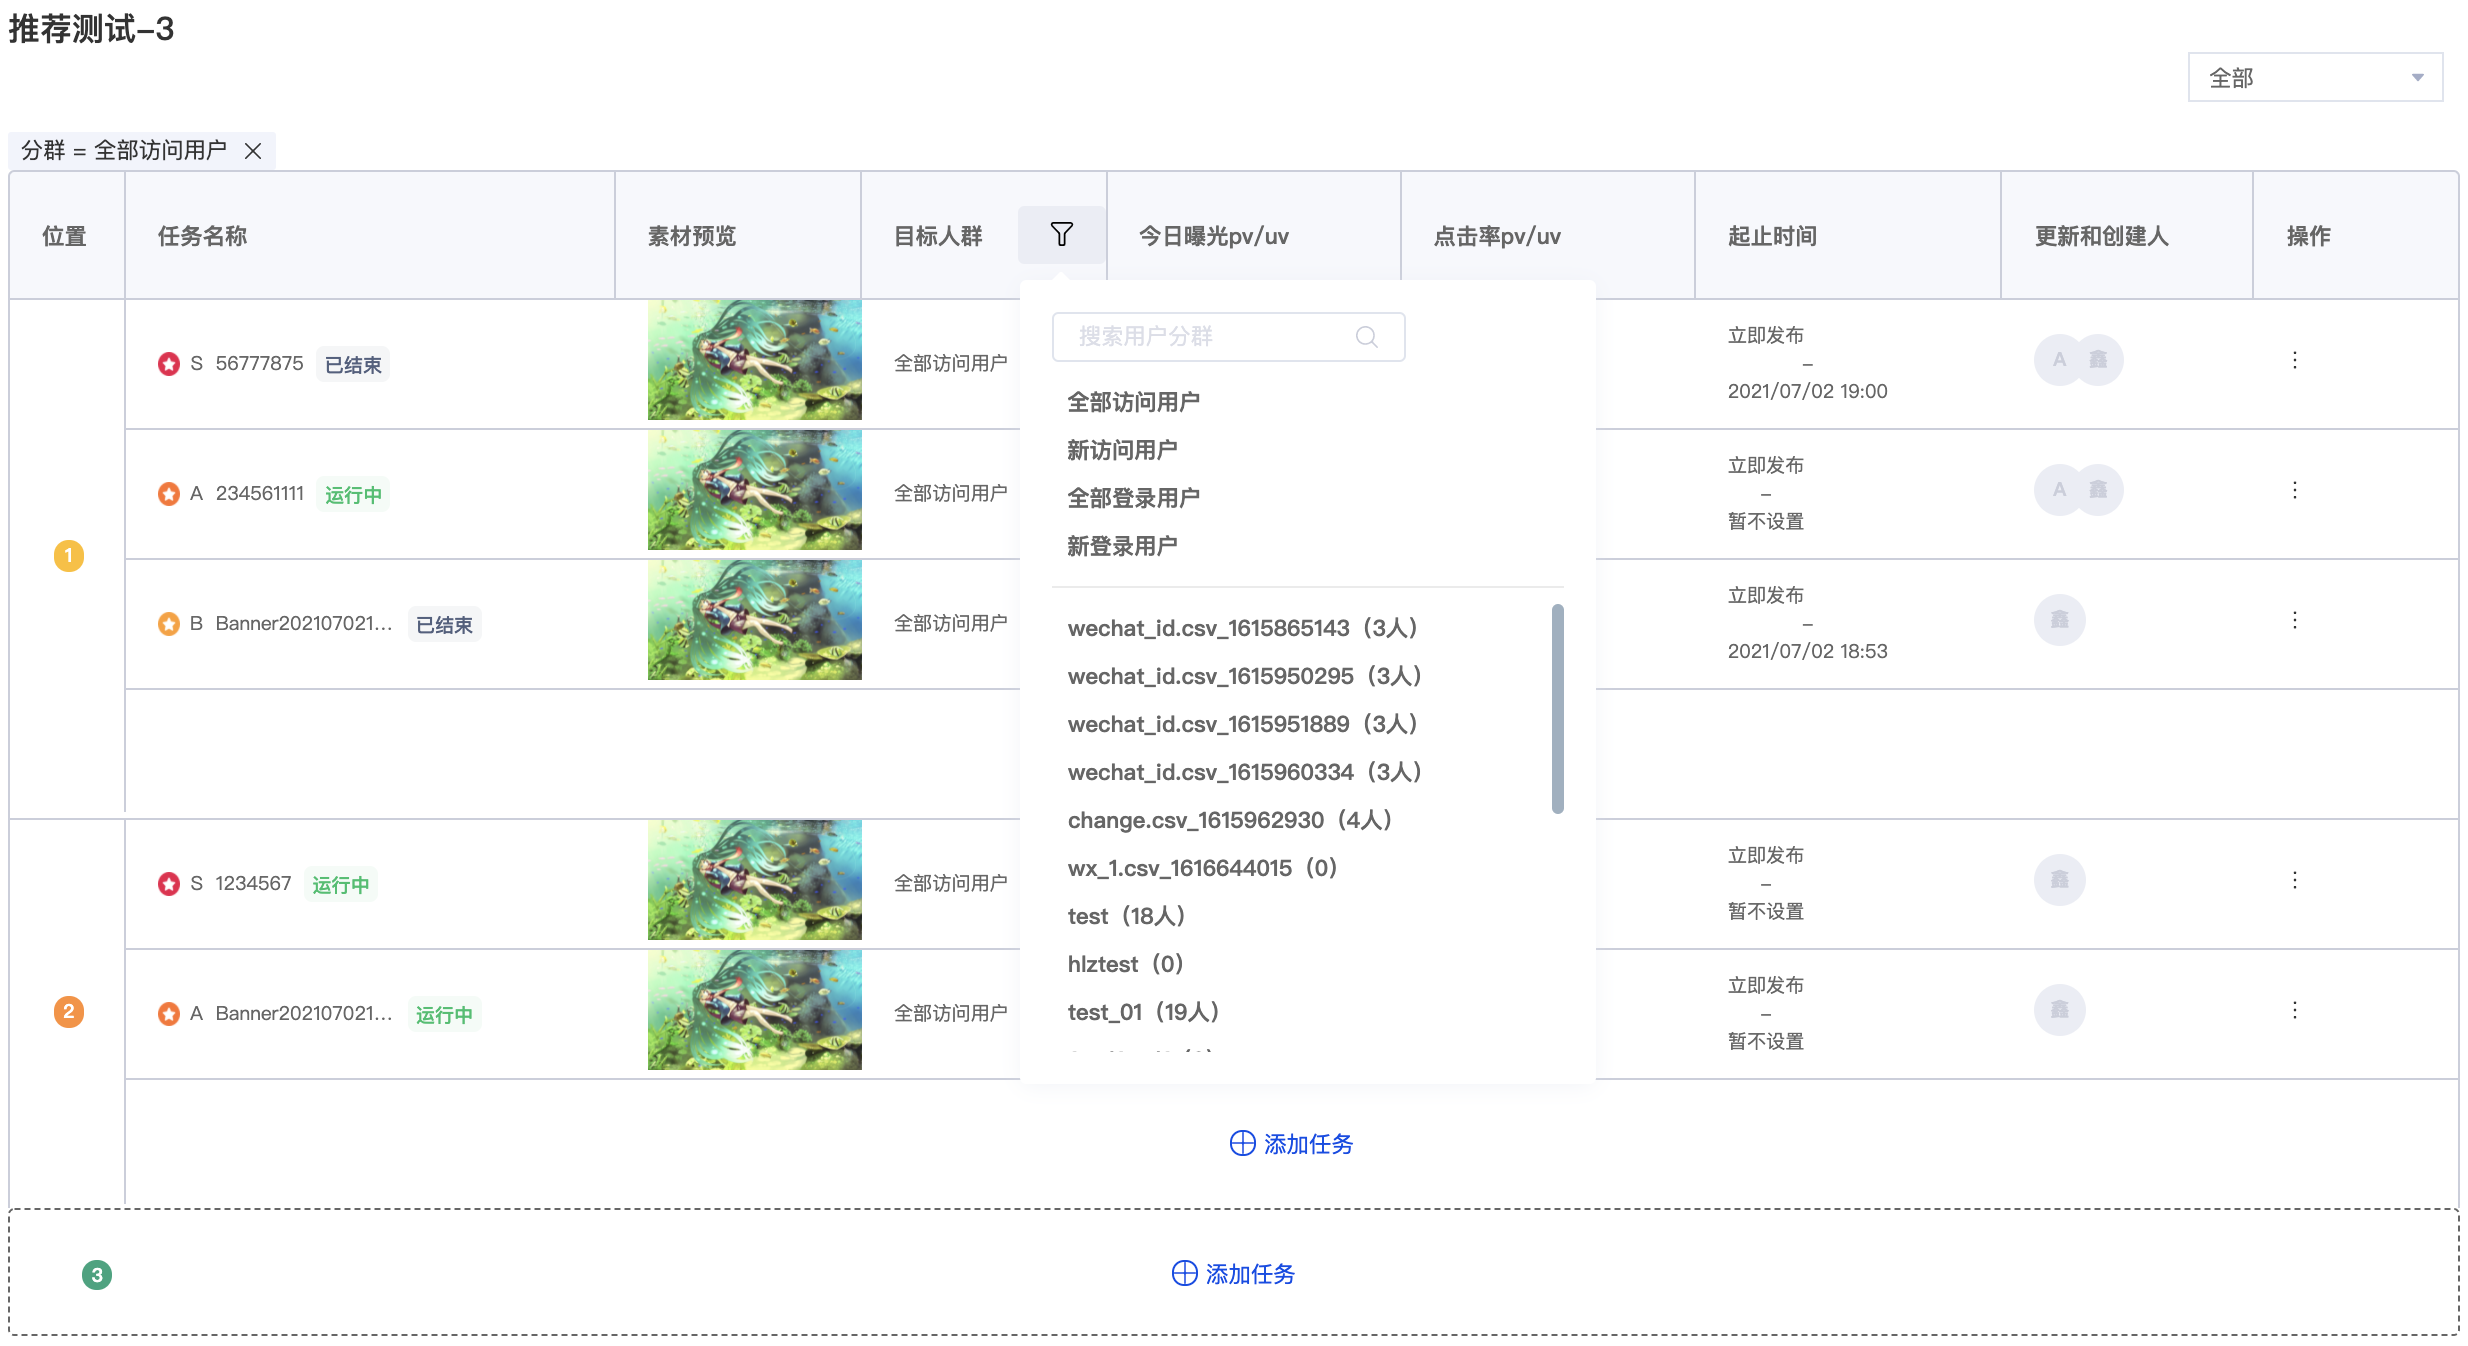 推荐测试-3
全部
分群 = 全部访问用户
位置 任务名称 素材预览 目标人群 今日曝光pv/uv 点击率pv/uv 起止时间 更新和创建人 操作
1
S 56777875 已结束 全部访问用户
立即发布
–
2021/07/02 19:00
A 鑫
A 234561111 运行中 全部访问用户
立即发布
–
暂不设置
A 鑫
B Banner202107021... 已结束 全部访问用户
立即发布
–
2021/07/02 18:53
鑫
2
S 1234567 运行中 全部访问用户
立即发布
–
暂不设置
鑫
A Banner202107021... 运行中 全部访问用户
立即发布
–
暂不设置
鑫
搜索用户分群
全部访问用户
新访问用户
全部登录用户
新登录用户
wechat_id.csv_1615865143（3人）
wechat_id.csv_1615950295（3人）
wechat_id.csv_1615951889（3人）
wechat_id.csv_1615960334（3人）
change.csv_1615962930（4人）
wx_1.csv_1616644015（0）
test（18人）
hlztest（0）
test_01（19人）
添加任务
3
添加任务